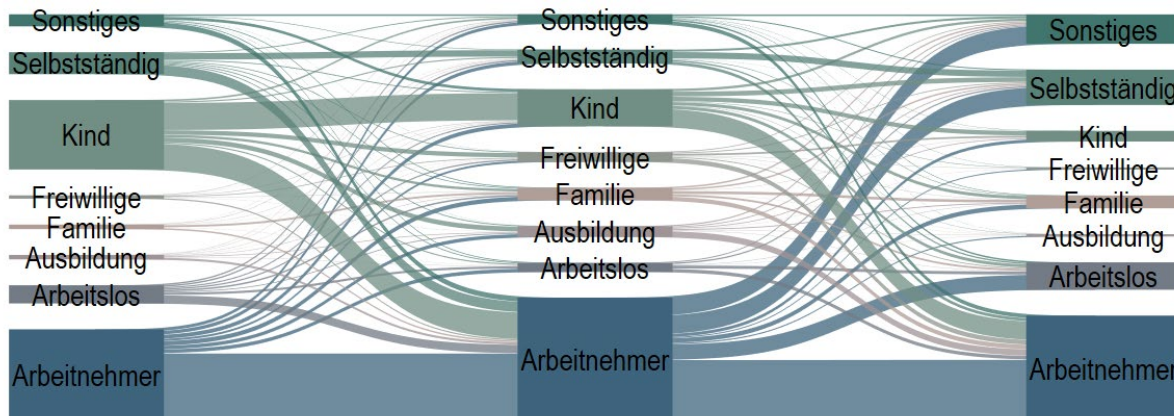 Sonstiges
Selbstständig
Kind
Freiwillige
Familie
Ausbildung
Arbeitslos
Arbeitnehmer
Sonstiges
Selbstständig
Kind
Freiwillige
Familie
Ausbildung
Arbeitslos
Arbeitnehmer
Sonstiges
Selbstständig
Kind
Freiwillige
Familie
Ausbildung
Arbeitslos
Arbeitnehmer